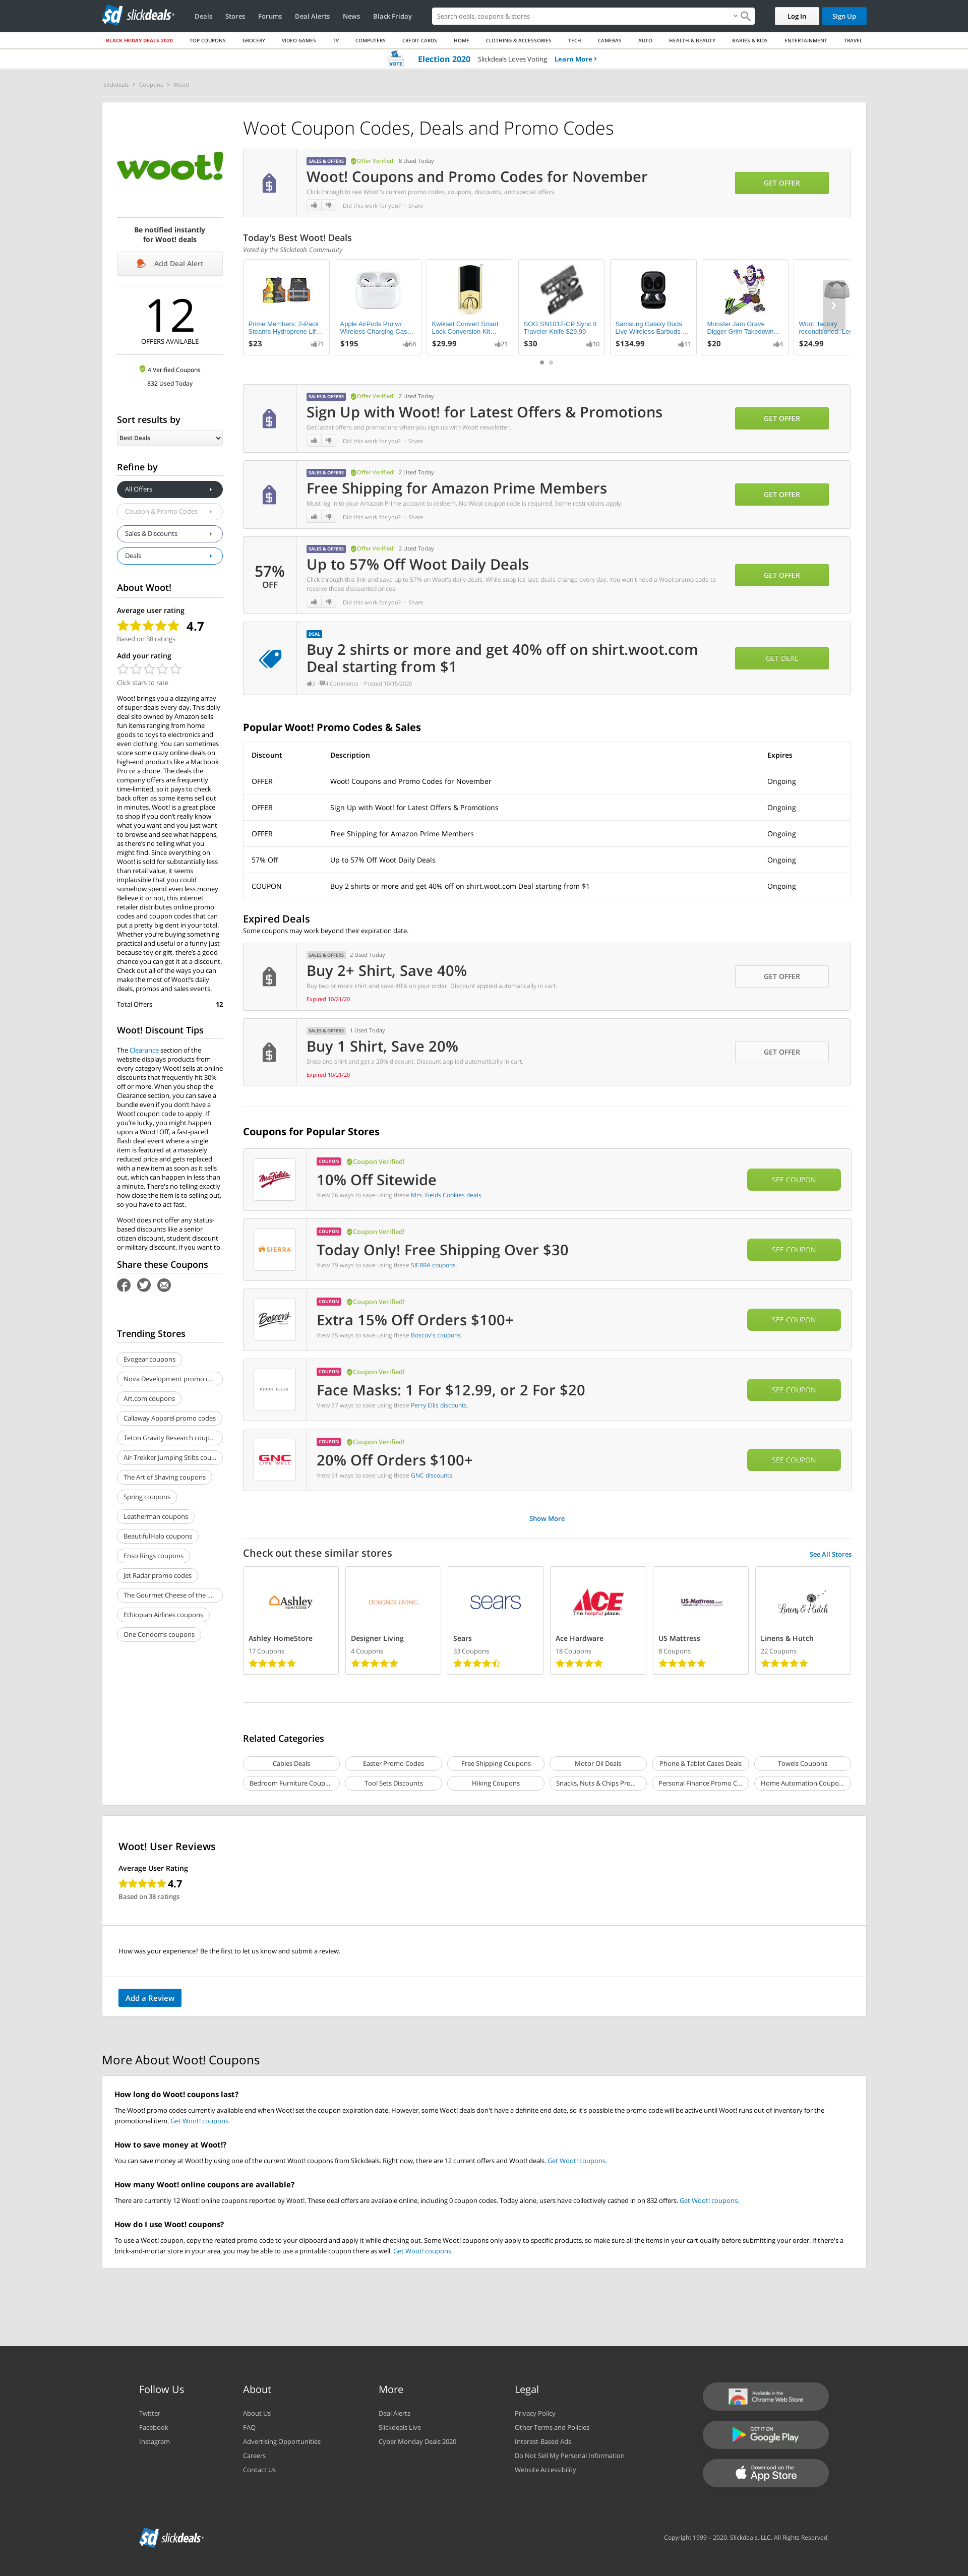 slickdeals
Deals Stores Forums Deal Alerts News Black Friday
Search deals, coupons & stores
Log In
Sign Up
BLACK FRIDAY DEALS 2020 TOP COUPONS GROCERY VIDEO GAMES TV COMPUTERS CREDIT CARDS HOME CLOTHING & ACCESSORIES TECH CAMERAS AUTO HEALTH & BEAUTY BABIES & KIDS ENTERTAINMENT TRAVEL
VOTE Election 2020 Slickdeals Loves Voting Learn More
Slickdeals Coupons Woot!
woot!
Be notified instantly
for Woot! deals
Add Deal Alert
12
OFFERS AVAILABLE
4 Verified Coupons
832 Used Today
Sort results by
Best Deals
Refine by
All Offers
Coupon & Promo Codes
Sales & Discounts
Deals
About Woot!
Average user rating
4.7
Based on 38 ratings
Add your rating
Click stars to rate
Woot! brings you a dizzying array
of super deals every day. This daily
deal site owned by Amazon sells
fun items ranging from home
goods to toys to electronics and
even clothing. You can sometimes
score some crazy online deals on
high-end products like a Macbook
Pro or a drone. The deals the
company offers are frequently
time-limited, so it pays to check
back often as some items sell out
in minutes. Woot! is a great place
to shop if you don't really know
what you want and you just want
to browse and see what happens,
as there's no telling what you
might find. Since everything on
Woot! is sold for substantially less
than retail value, it seems
implausible that you could
somehow spend even less money.
Believe it or not, this internet
retailer distributes online promo
codes and coupon codes that can
put a pretty big dent in your total.
Whether you're buying something
practical and useful or a funny just-
because toy or gift, there's a good
chance you can get it at a discount.
Check out all of the ways you can
make the most of Woot!'s daily
deals, promos and sales events.
Total Offers 12
Woot! Discount Tips
The Clearance section of the
website displays products from
every category Woot! sells at online
discounts that frequently hit 30%
off or more. When you shop the
Clearance section, you can save a
bundle even if you don't have a
Woot! coupon code to apply. If
you're lucky, you might happen
upon a Woot! Off, a fast-paced
flash deal event where a single
item is featured at a massively
reduced price and gets replaced
with a new item as soon as it sells
out, which can happen in less than
a minute. There's no telling exactly
how close the item is to selling out,
so you have to act fast.
Woot! does not offer any status-
based discounts like a senior
citizen discount, student discount
or military discount. If you want to
Share these Coupons
Trending Stores
Evogear coupons
Nova Development promo c...
Art.com coupons
Callaway Apparel promo codes
Teton Gravity Research coup...
Air-Trekker Jumping Stilts cou...
The Art of Shaving coupons
Spring coupons
Leatherman coupons
BeautifulHalo coupons
Enso Rings coupons
Jet Radar promo codes
The Gourmet Cheese of the ...
Ethiopian Airlines coupons
One Condoms coupons
Woot Coupon Codes, Deals and Promo Codes
SALES & OFFERS Offer Verified! 8 Used Today
Woot! Coupons and Promo Codes for November
Click through to see Woot!'s current promo codes, coupons, discounts, and special offers.
Did this work for you? · Share
GET OFFER
Today's Best Woot! Deals
Voted by the Slickdeals Community
Prime Members: 2-Pack
Stearns Hydroprene Lif...
$23 71
Apple AirPods Pro w/
Wireless Charging Cas...
$195 68
Kwikset Convert Smart
Lock Conversion Kit...
$29.99 21
SOG SN1012-CP Sync II
Traveler Knife $29.99
$30 10
Samsung Galaxy Buds
Live Wireless Earbuds ...
$134.99 11
Monster Jam Grave
Digger Grim Takedown...
$20 4
Woot, factory
reconditioned, Le
$24.99
SALES & OFFERS Offer Verified! 2 Used Today
Sign Up with Woot! for Latest Offers & Promotions
Get latest offers and promotions when you sign up with Woot! newsletter.
Did this work for you? · Share
GET OFFER
SALES & OFFERS Offer Verified! 2 Used Today
Free Shipping for Amazon Prime Members
Must log in to your Amazon Prime account to redeem. No Woot coupon code is required. Some restrictions apply.
Did this work for you? · Share
GET OFFER
57%
OFF
SALES & OFFERS Offer Verified! 2 Used Today
Up to 57% Off Woot Daily Deals
Click through this link and save up to 57% on Woot's daily deals. While supplies last; deals change every day. You won't need a Woot promo code to
receive these discounted prices.
Did this work for you? · Share
GET OFFER
DEAL
Buy 2 shirts or more and get 40% off on shirt.woot.com
Deal starting from $1
3 · 4 Comments · Posted 10/15/2020
GET DEAL
Popular Woot! Promo Codes & Sales
Discount Description Expires
OFFER Woot! Coupons and Promo Codes for November Ongoing
OFFER Sign Up with Woot! for Latest Offers & Promotions Ongoing
OFFER Free Shipping for Amazon Prime Members Ongoing
57% Off Up to 57% Off Woot Daily Deals Ongoing
COUPON Buy 2 shirts or more and get 40% off on shirt.woot.com Deal starting from $1 Ongoing
Expired Deals
Some coupons may work beyond their expiration date.
SALES & OFFERS 2 Used Today
Buy 2+ Shirt, Save 40%
Buy two or more shirt and save 40% on your order. Discount applied automatically in cart.
Expired 10/21/20
GET OFFER
SALES & OFFERS 1 Used Today
Buy 1 Shirt, Save 20%
Shop one shirt and get a 20% discount. Discount applied automatically in cart.
Expired 10/21/20
GET OFFER
Coupons for Popular Stores
Mrs. Fields
COUPON Coupon Verified!
10% Off Sitewide
View 26 ways to save using these Mrs. Fields Cookies deals.
SEE COUPON
SIERRA
COUPON Coupon Verified!
Today Only! Free Shipping Over $30
View 39 ways to save using these SIERRA coupons.
SEE COUPON
Boscov's
COUPON Coupon Verified!
Extra 15% Off Orders $100+
View 35 ways to save using these Boscov's coupons.
SEE COUPON
PERRY ELLIS
COUPON Coupon Verified!
Face Masks: 1 For $12.99, or 2 For $20
View 37 ways to save using these Perry Ellis discounts.
SEE COUPON
GNC
LIVE WELL
COUPON Coupon Verified!
20% Off Orders $100+
View 51 ways to save using these GNC discounts.
SEE COUPON
Show More
Check out these similar stores
See All Stores
Ashley
HOMESTORE
Ashley HomeStore
17 Coupons
DESIGNER LIVING
Designer Living
4 Coupons
sears
Sears
33 Coupons
ACE
The helpful place.
Ace Hardware
18 Coupons
US-Mattress.com
US Mattress
8 Coupons
Linens & Hutch
Linens & Hutch
22 Coupons
Related Categories
Cables Deals Easter Promo Codes Free Shipping Coupons Motor Oil Deals Phone & Tablet Cases Deals Towels Coupons
Bedroom Furniture Coup... Tool Sets Discounts Hiking Coupons Snacks, Nuts & Chips Pro... Personal Finance Promo C... Home Automation Coupo...
Woot! User Reviews
Average User Rating
4.7
Based on 38 ratings
How was your experience? Be the first to let us know and submit a review.
Add a Review
More About Woot! Coupons
How long do Woot! coupons last?
The Woot! promo codes currently available end when Woot! set the coupon expiration date. However, some Woot! deals don't have a definite end date, so it's possible the promo code will be active until Woot! runs out of inventory for the
promotional item. Get Woot! coupons.
How to save money at Woot!?
You can save money at Woot! by using one of the current Woot! coupons from Slickdeals. Right now, there are 12 current offers and Woot! deals. Get Woot! coupons.
How many Woot! online coupons are available?
There are currently 12 Woot! online coupons reported by Woot!. These deal offers are available online, including 0 coupon codes. Today alone, users have collectively cashed in on 832 offers. Get Woot! coupons.
How do I use Woot! coupons?
To use a Woot! coupon, copy the related promo code to your clipboard and apply it while checking out. Some Woot! coupons only apply to specific products, so make sure all the items in your cart qualify before submitting your order. If there's a
brick-and-mortar store in your area, you may be able to use a printable coupon there as well. Get Woot! coupons.
Follow Us
Twitter
Facebook
Instagram
About
About Us
FAQ
Advertising Opportunities
Careers
Contact Us
More
Deal Alerts
Slickdeals Live
Cyber Monday Deals 2020
Legal
Privacy Policy
Other Terms and Policies
Interest-Based Ads
Do Not Sell My Personal Information
Website Accessibility
Available in the
Chrome Web Store
GET IT ON
Google Play
Download on the
App Store
slickdeals
Copyright 1999 – 2020. Slickdeals, LLC. All Rights Reserved.